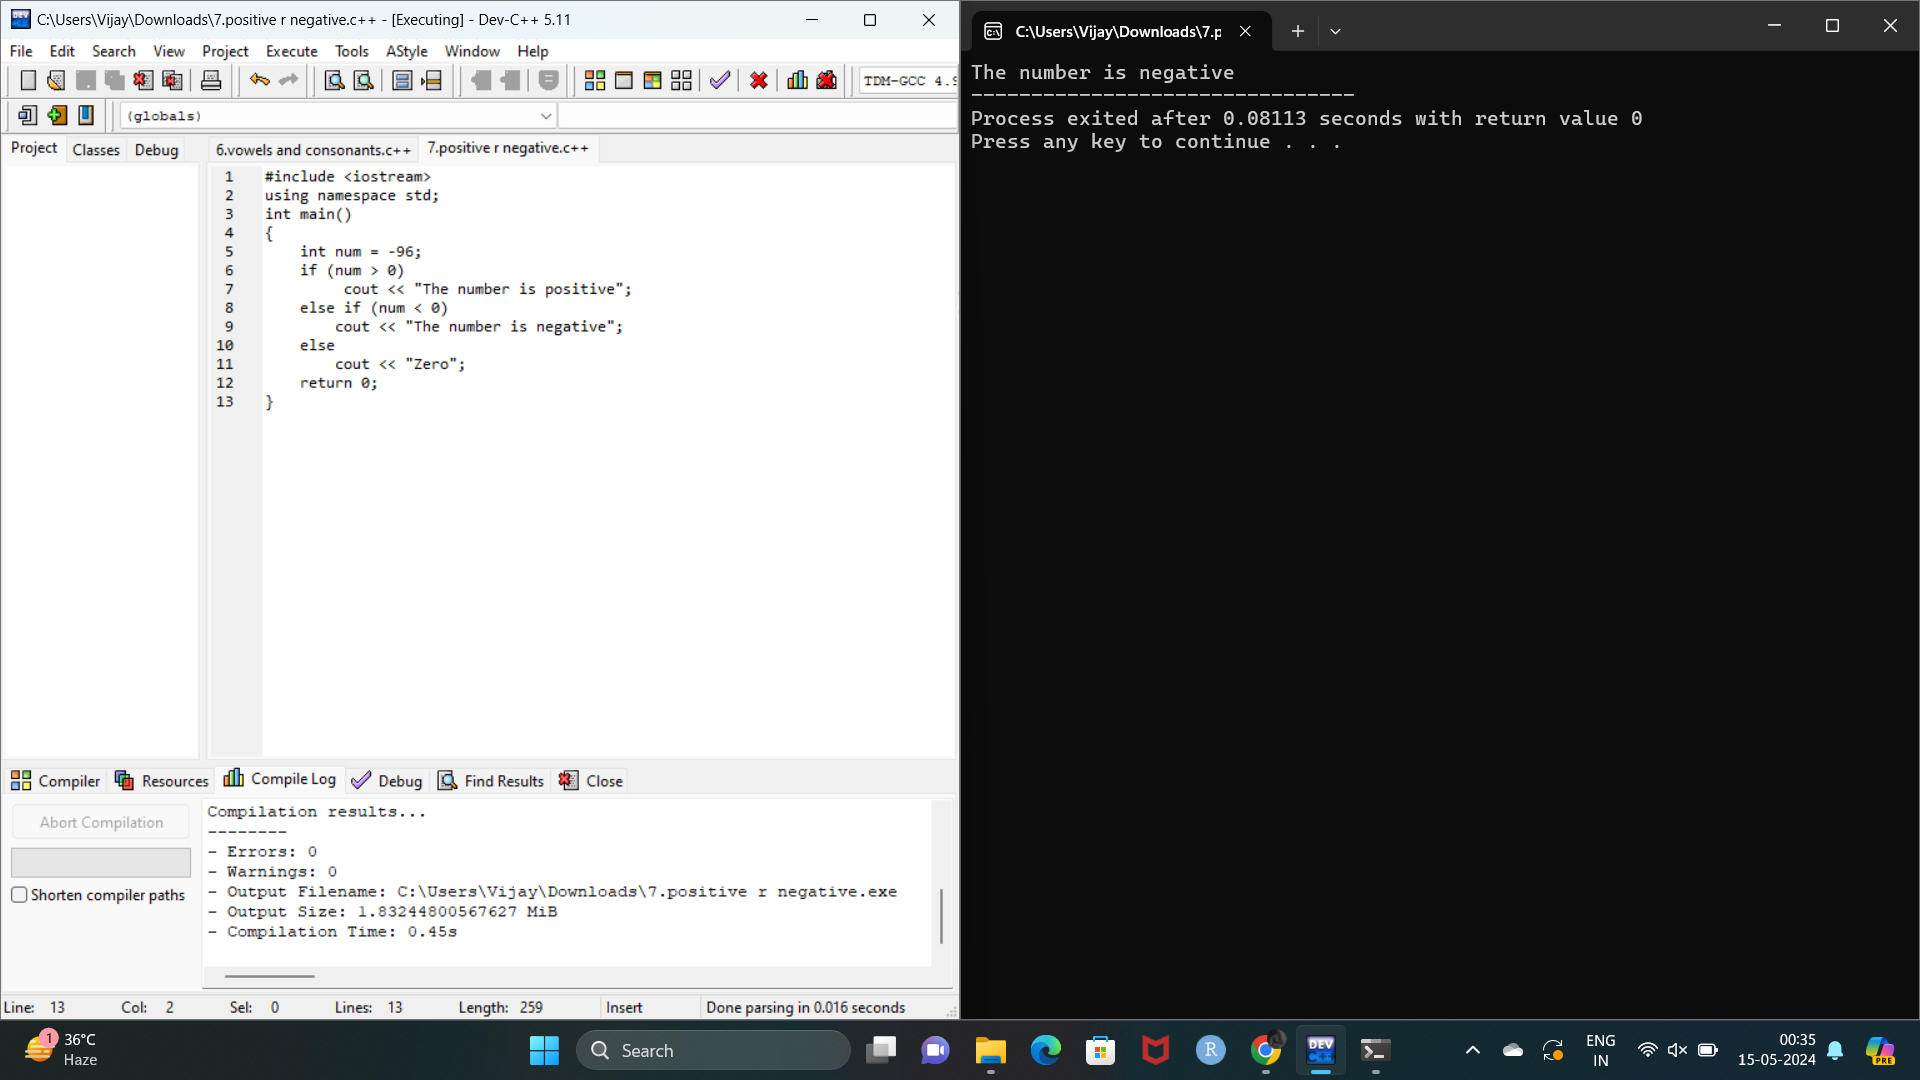 C:\Users\Vijay\Downloads\7.positive r negative.c++ - [Executing] - Dev-C++ 5.11
File Edit Search View Project Execute Tools AStyle Window Help
TDM-GCC 4.9
(globals)
Project Classes Debug
6.vowels and consonants.c++ 7.positive r negative.c++
1 #include <iostream>
2 using namespace std;
3 int main()
4 {
5 int num = -96;
6 if (num > 0)
7 cout << "The number is positive";
8 else if (num < 0)
9 cout << "The number is negative";
10 else
11 cout << "Zero";
12 return 0;
13 }
Compiler Resources Compile Log Debug Find Results Close
Abort Compilation
Shorten compiler paths
Compilation results...
--------
- Errors: 0
- Warnings: 0
- Output Filename: C:\Users\Vijay\Downloads\7.positive r negative.exe
- Output Size: 1.83244800567627 MiB
- Compilation Time: 0.45s
Line: 13 Col: 2 Sel: 0 Lines: 13 Length: 259 Insert Done parsing in 0.016 seconds
C:\Users\Vijay\Downloads\7.p
The number is negative
--------------------------------
Process exited after 0.08113 seconds with return value 0
Press any key to continue . . .
1
36°C
Haze
Search
DEV
R
ENG
IN
00:35
15-05-2024
PRE